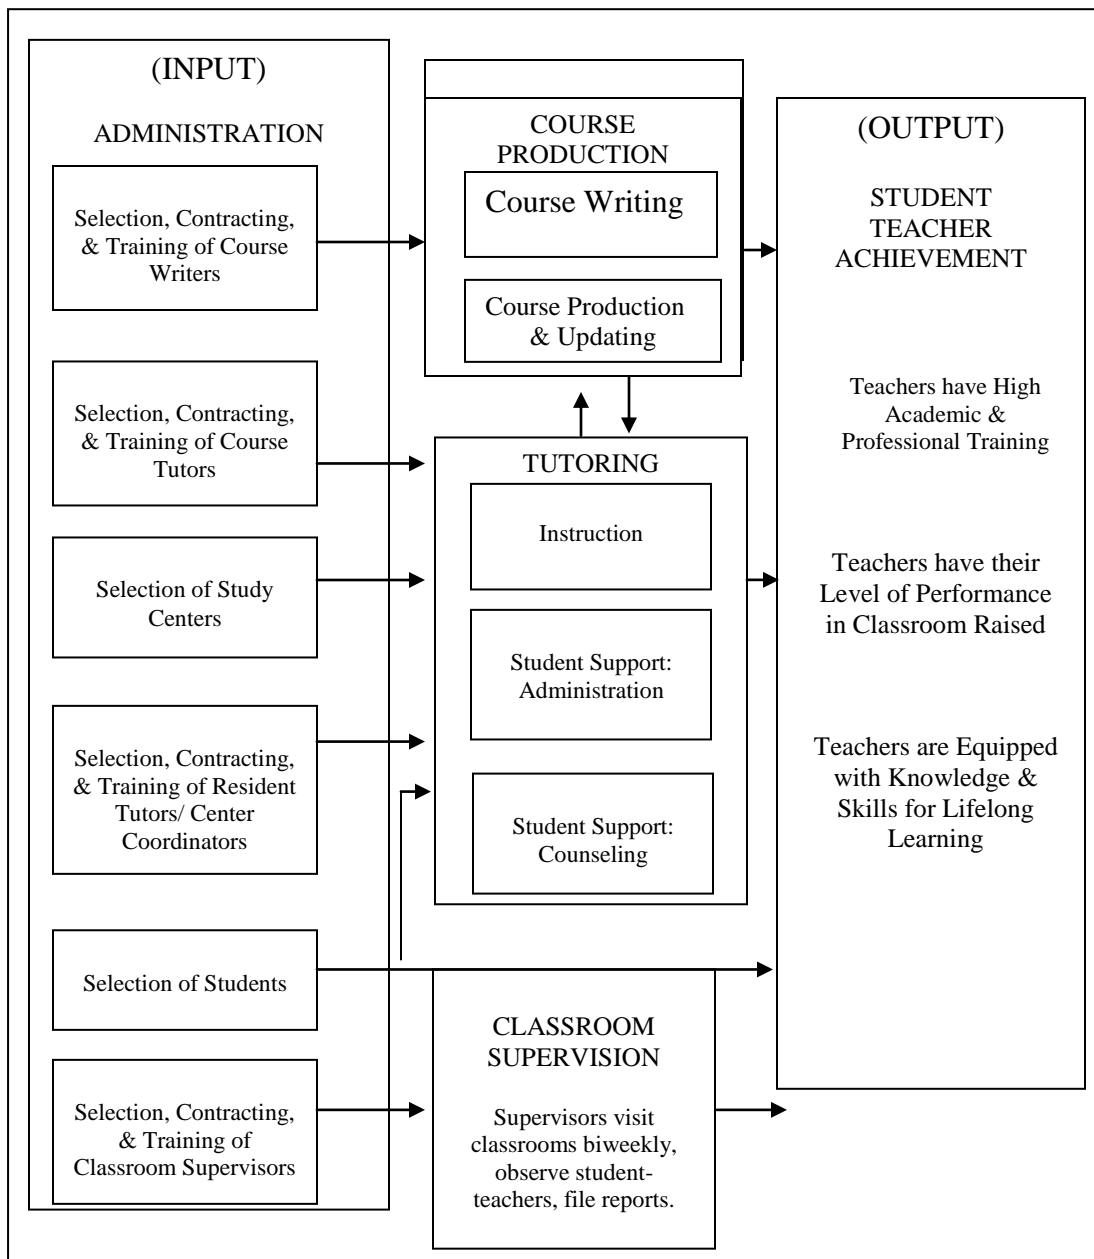 (INPUT)
ADMINISTRATION
Selection, Contracting,
& Training of Course
Writers
Selection, Contracting,
& Training of Course
Tutors
Selection of Study
Centers
Selection, Contracting,
& Training of Resident
Tutors/ Center
Coordinators
Selection of Students
Selection, Contracting,
& Training of
Classroom Supervisors
COURSE
PRODUCTION
Course Writing
Course Production
& Updating
TUTORING
Instruction
Student Support:
Administration
Student Support:
Counseling
CLASSROOM
SUPERVISION
Supervisors visit
classrooms biweekly,
observe student-
teachers, file reports.
(OUTPUT)
STUDENT
TEACHER
ACHIEVEMENT
Teachers have High
Academic &
Professional Training
Teachers have their
Level of Performance
in Classroom Raised
Teachers are Equipped
with Knowledge &
Skills for Lifelong
Learning